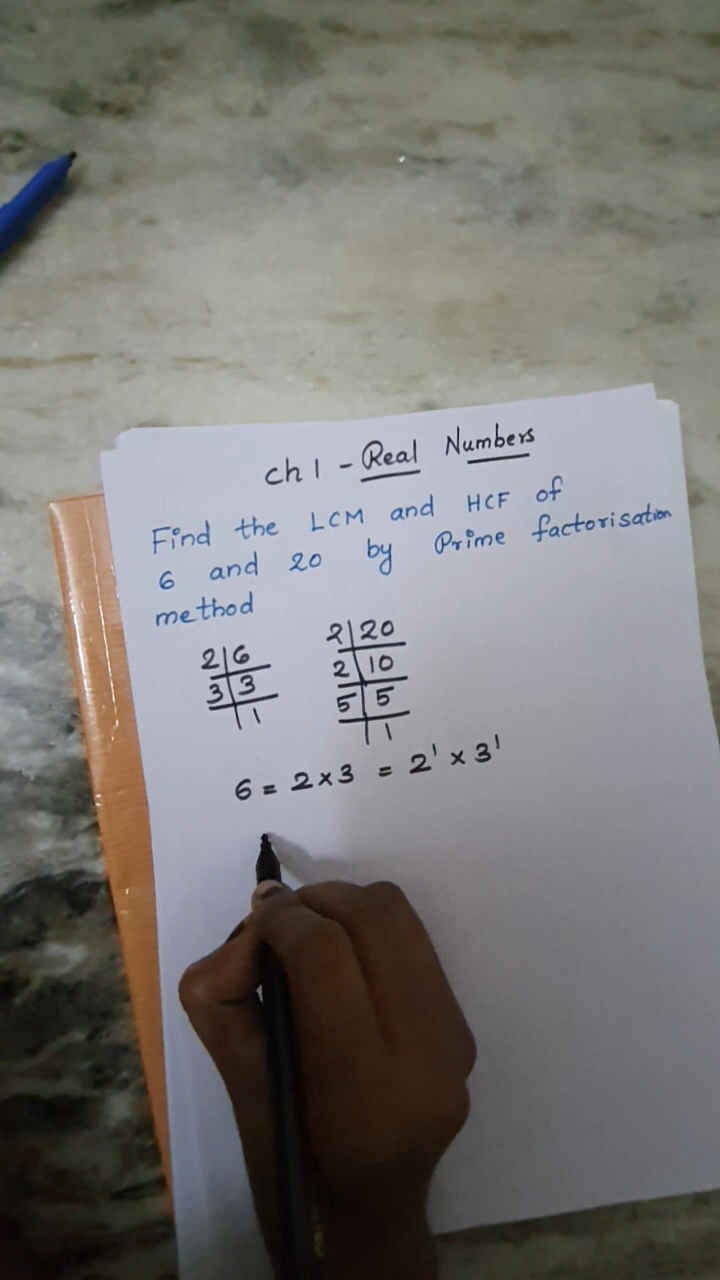 Ch 1 - Real Numbers
Find the LCM and HCF of
6 and 20 by Prime factorisation
method
2|6 2|20
3|3 2|10
|1 5|5
|1
6 = 2 × 3 = 2¹ × 3¹